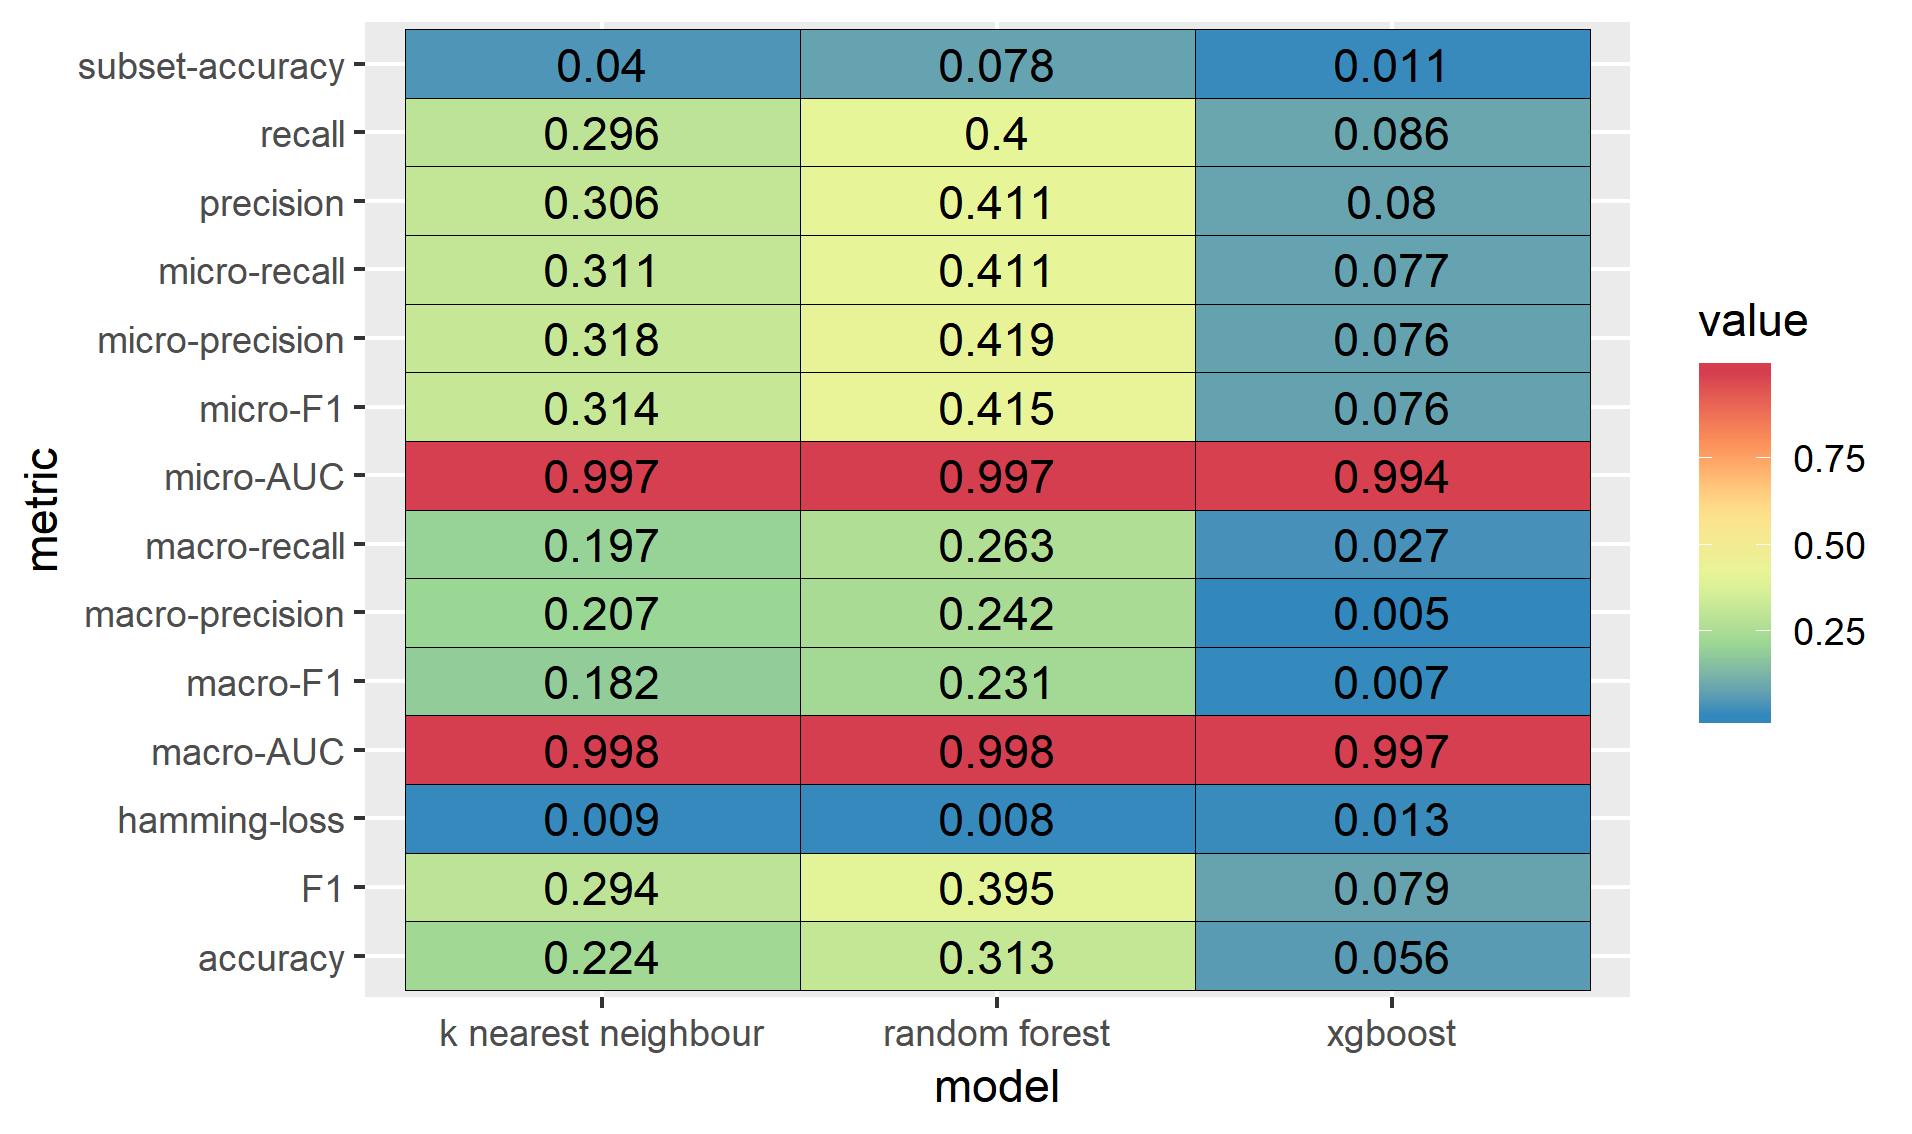 subset-accuracy 0.04 0.078 0.011
recall 0.296 0.4 0.086
precision 0.306 0.411 0.08
micro-recall 0.311 0.411 0.077
micro-precision 0.318 0.419 0.076
micro-F1 0.314 0.415 0.076
micro-AUC 0.997 0.997 0.994
macro-recall 0.197 0.263 0.027
macro-precision 0.207 0.242 0.005
macro-F1 0.182 0.231 0.007
macro-AUC 0.998 0.998 0.997
hamming-loss 0.009 0.008 0.013
F1 0.294 0.395 0.079
accuracy 0.224 0.313 0.056
k nearest neighbour random forest xgboost
model
metric
value
0.75
0.50
0.25